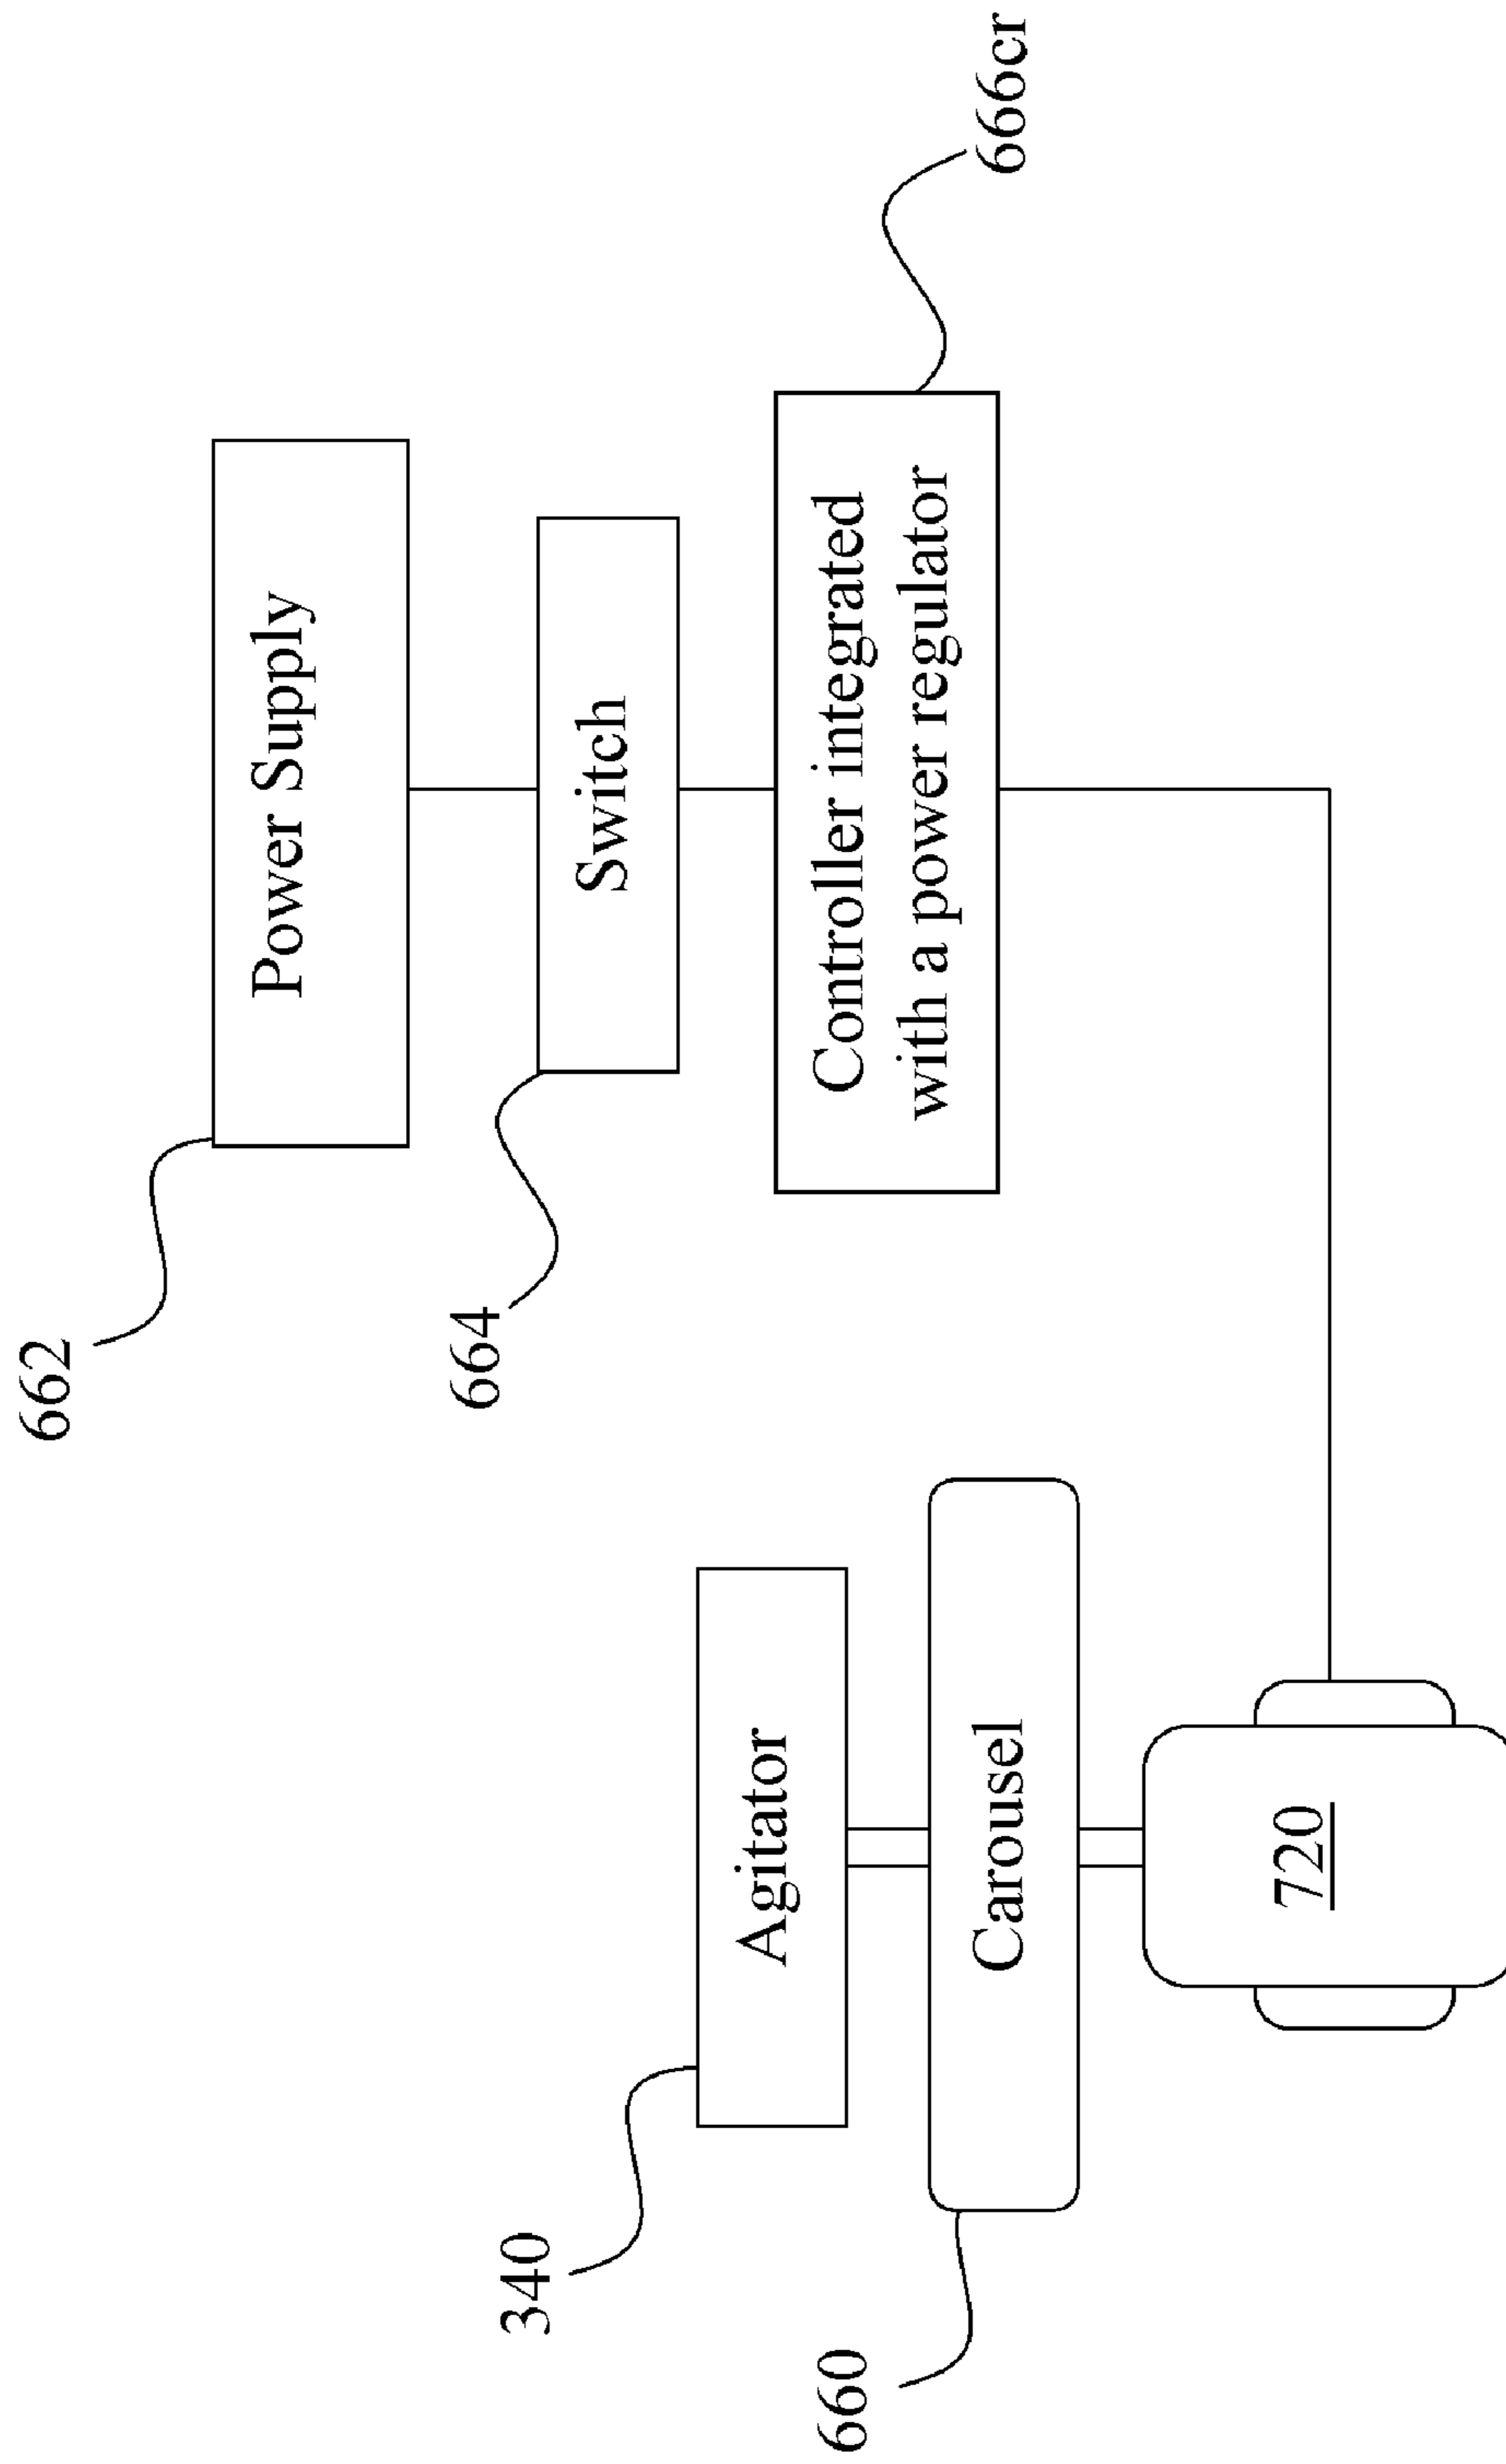 662
Power Supply
664
Switch
Controller integrated
with a power regulator
666cr
340
Agitator
660
Carousel
720